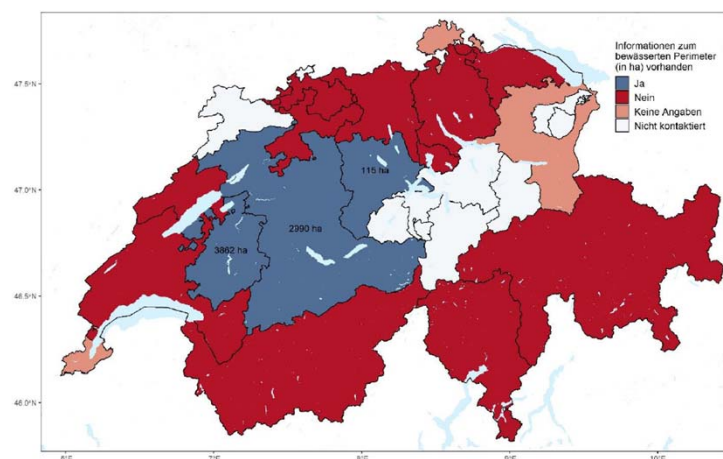 Informationen zum
bewässerten Perimeter
(in ha) vorhanden
Ja
Nein
Keine Angaben
Nicht kontaktiert
47.5°N
47.0°N
46.5°N
46.0°N
115 ha
2990 ha
3862 ha